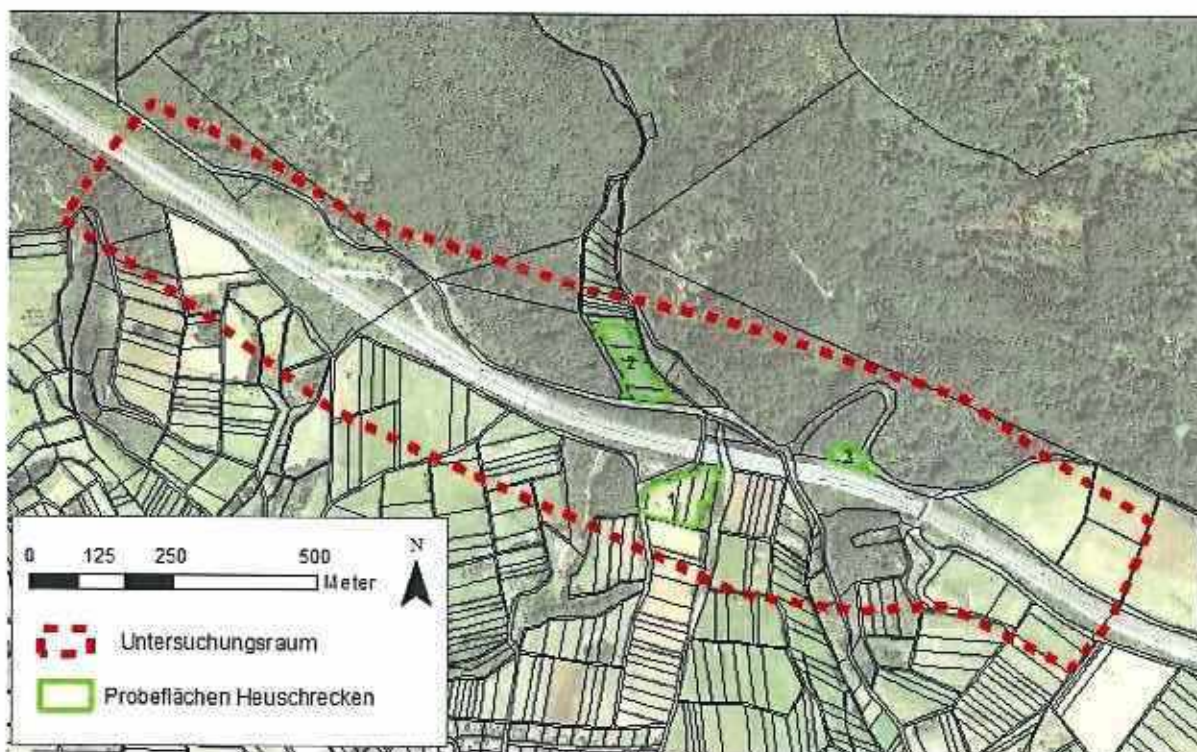 2
3
1
0 125 250 500
Meter
N
Untersuchungsraum
Probeflächen Heuschrecken